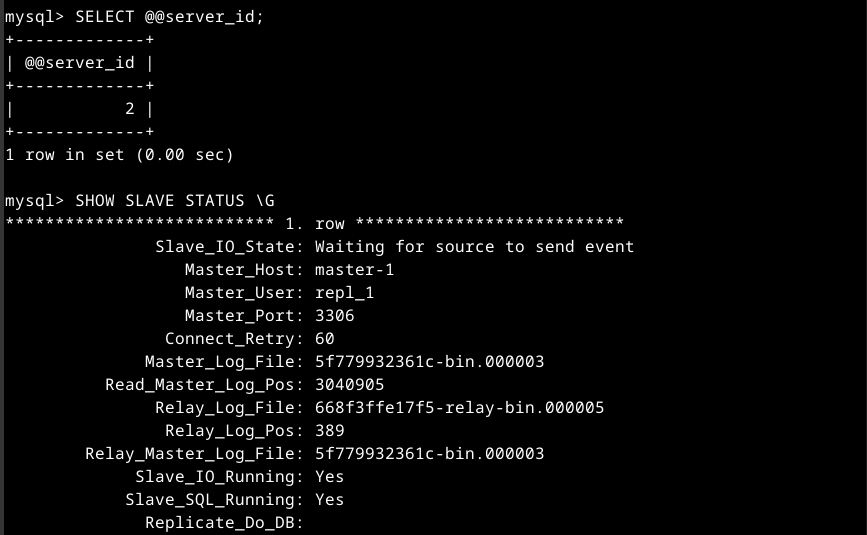 mysql> SELECT @@server_id;
+-------------+
| @@server_id |
+-------------+
|           2 |
+-------------+
1 row in set (0.00 sec)

mysql> SHOW SLAVE STATUS \G
*************************** 1. row ***************************
               Slave_IO_State: Waiting for source to send event
                  Master_Host: master-1
                  Master_User: repl_1
                  Master_Port: 3306
                Connect_Retry: 60
              Master_Log_File: 5f779932361c-bin.000003
          Read_Master_Log_Pos: 3040905
               Relay_Log_File: 668f3ffe17f5-relay-bin.000005
                Relay_Log_Pos: 389
        Relay_Master_Log_File: 5f779932361c-bin.000003
             Slave_IO_Running: Yes
            Slave_SQL_Running: Yes
              Replicate_Do_DB: